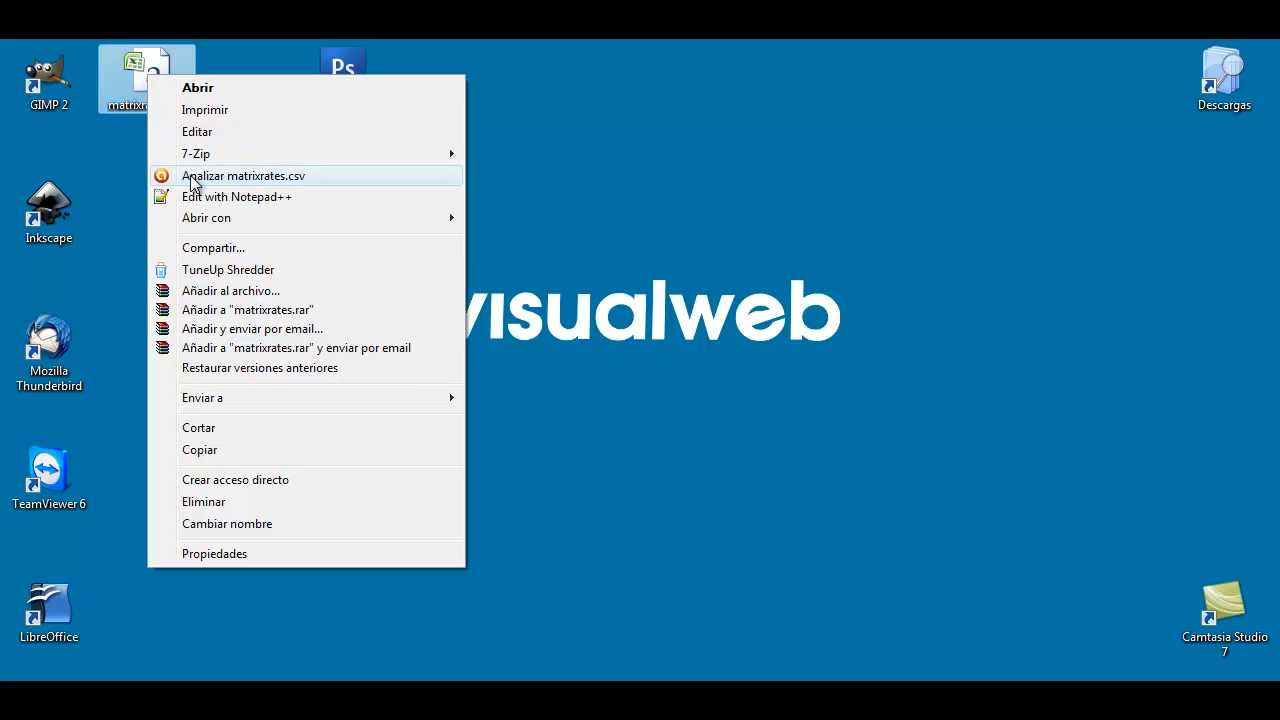 GIMP 2
Ps
Descargas
Abrir
Imprimir
Editar
7-Zip
Analizar matrixrates.csv
Edit with Notepad++
Abrir con
Compartir...
TuneUp Shredder
Añadir al archivo...
Añadir a "matrixrates.rar"
Añadir y enviar por email...
Añadir a "matrixrates.rar" y enviar por email
Restaurar versiones anteriores
Enviar a
Cortar
Copiar
Crear acceso directo
Eliminar
Cambiar nombre
Propiedades
Inkscape
visualweb
Mozilla
Thunderbird
TeamViewer 6
LibreOffice
Camtasia Studio
7